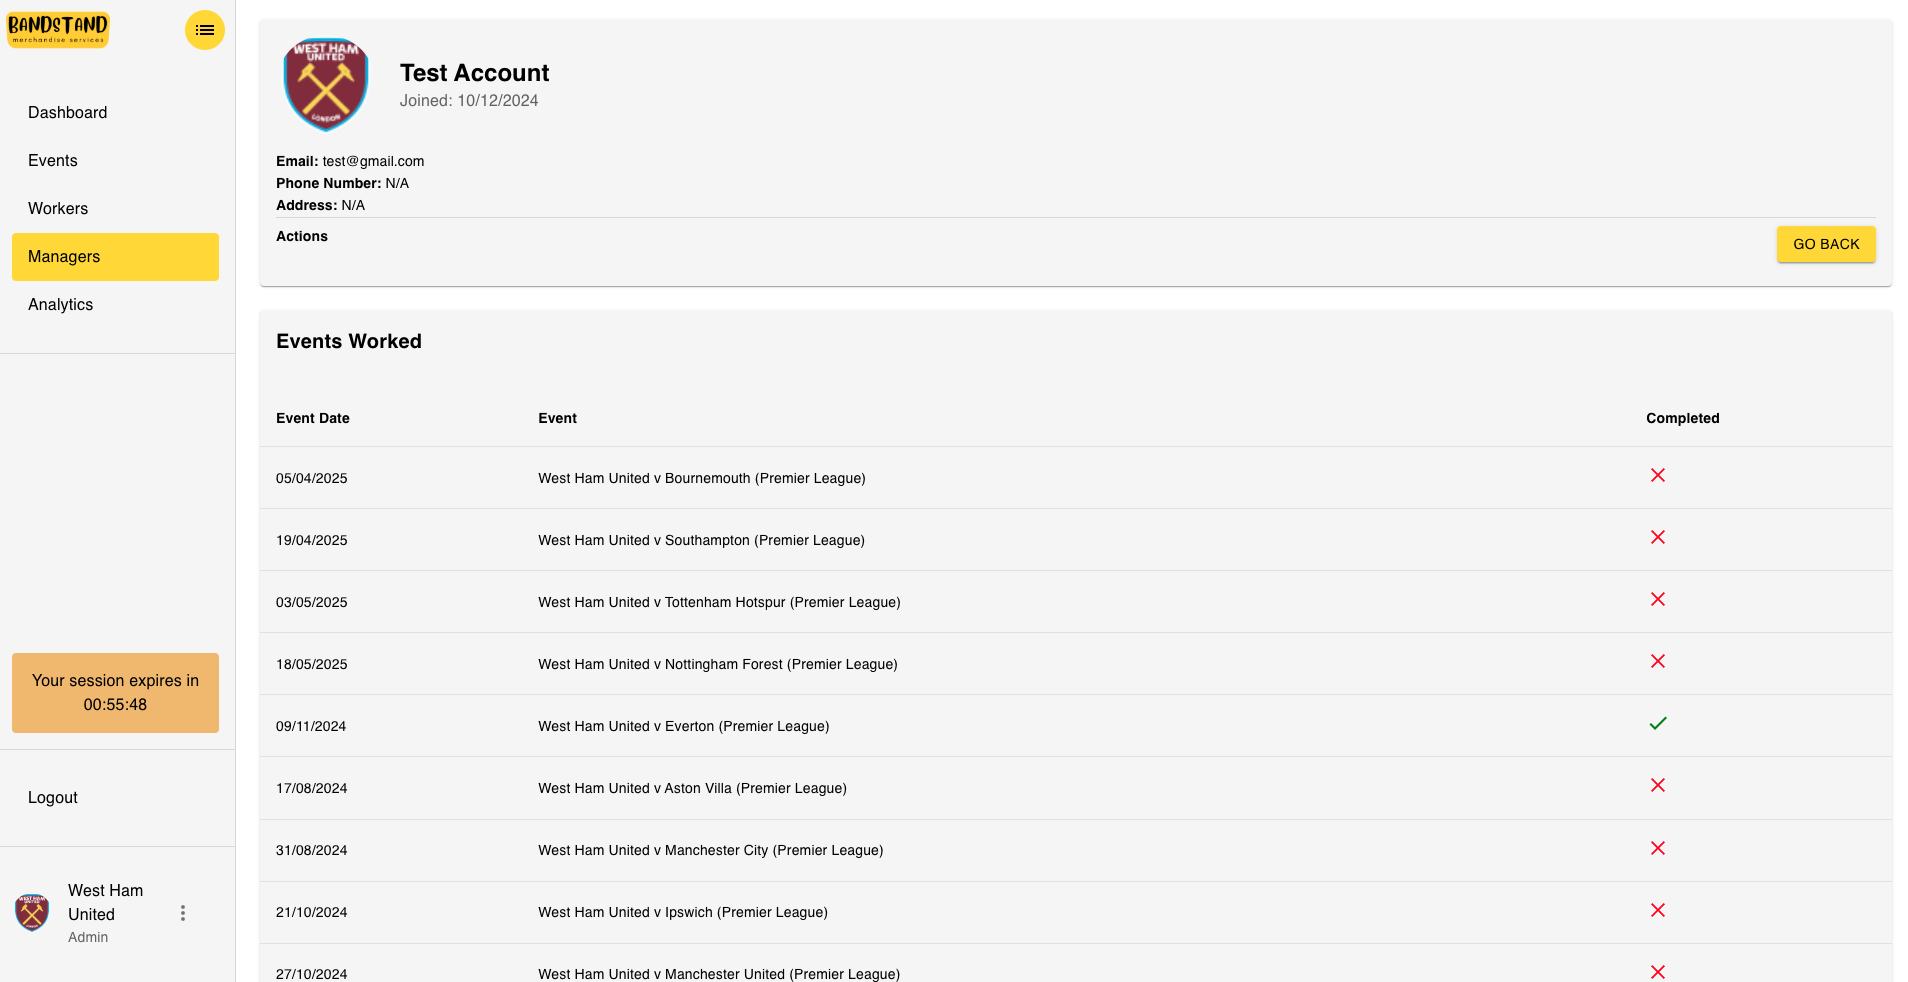 BANDSTAND
merchandise services
Dashboard
Events
Workers
Managers
Analytics
Your session expires in
00:55:48
Logout
WEST HAM
UNITED
West Ham
United
Admin
WEST HAM
UNITED
LONDON
Test Account
Joined: 10/12/2024
Email: test@gmail.com
Phone Number: N/A
Address: N/A
Actions
GO BACK
Events Worked
Event Date Event Completed
05/04/2025 West Ham United v Bournemouth (Premier League)
19/04/2025 West Ham United v Southampton (Premier League)
03/05/2025 West Ham United v Tottenham Hotspur (Premier League)
18/05/2025 West Ham United v Nottingham Forest (Premier League)
09/11/2024 West Ham United v Everton (Premier League)
17/08/2024 West Ham United v Aston Villa (Premier League)
31/08/2024 West Ham United v Manchester City (Premier League)
21/10/2024 West Ham United v Ipswich (Premier League)
27/10/2024 West Ham United v Manchester United (Premier League)